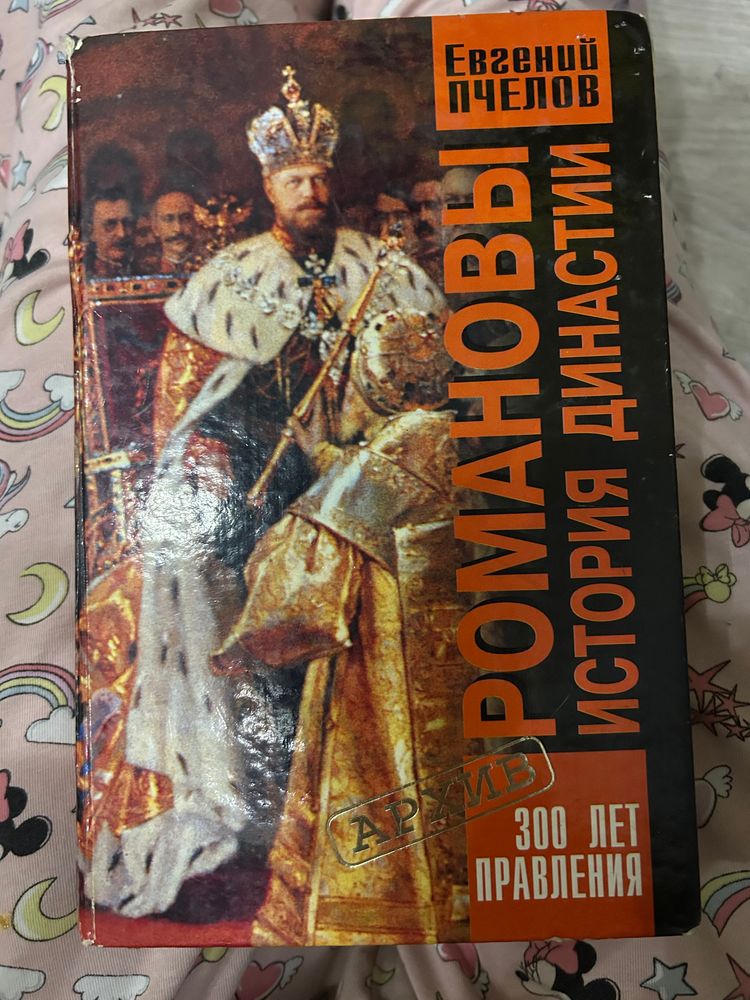 Евгений
ПЧЕЛОВ
РОМАНОВЫ
ИСТОРИЯ ДИНАСТИИ
АРХИВ
300 ЛЕТ
ПРАВЛЕНИЯ